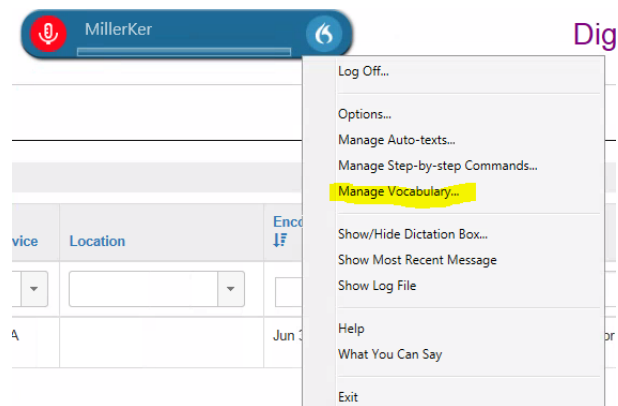 MillerKer
Dig
Log Off...
Options...
Manage Auto-texts...
Manage Step-by-step Commands...
Manage Vocabulary...
Show/Hide Dictation Box...
Show Most Recent Message
Show Log File
Help
What You Can Say
Exit
vice Location Enco
A Jun 3 or